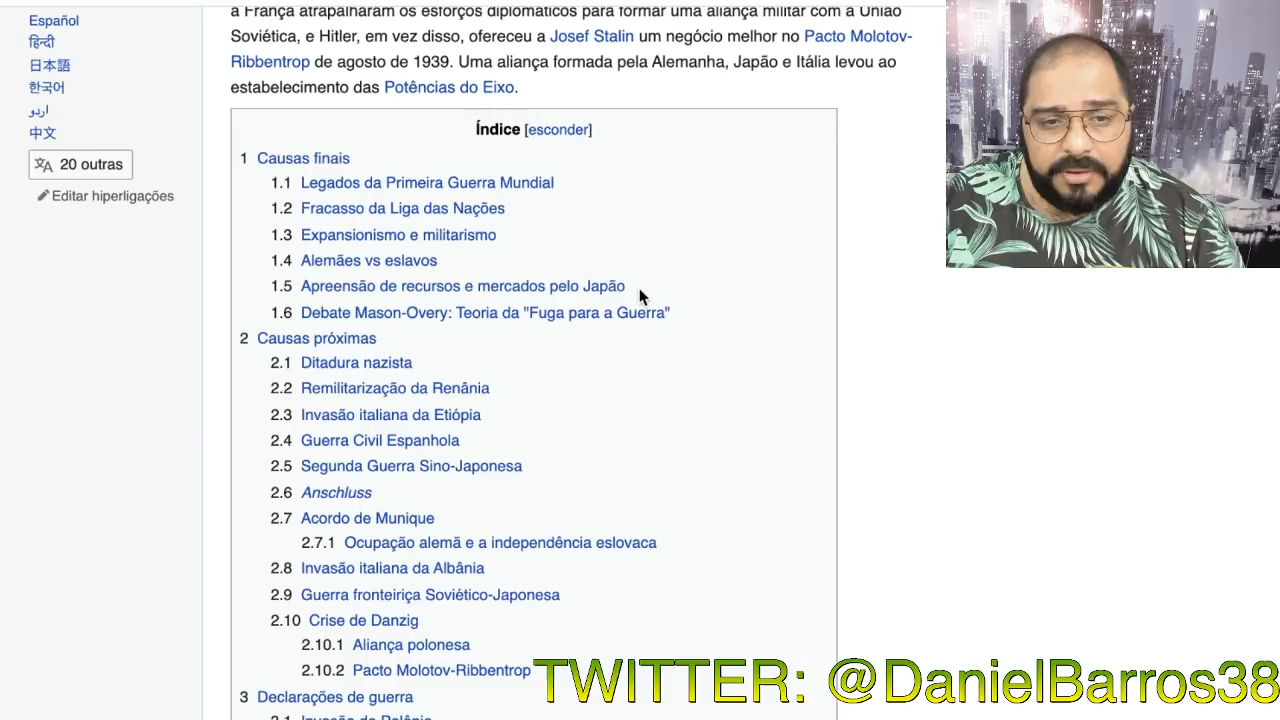 Español
हिन्दी
日本語
한국어
اردو
中文
20 outras
Editar hiperligações
a França atrapalharam os esforços diplomáticos para formar uma aliança militar com a União
Soviética, e Hitler, em vez disso, ofereceu a Josef Stalin um negócio melhor no Pacto Molotov-
Ribbentrop de agosto de 1939. Uma aliança formada pela Alemanha, Japão e Itália levou ao
estabelecimento das Potências do Eixo.
Índice [esconder]
1 Causas finais
1.1 Legados da Primeira Guerra Mundial
1.2 Fracasso da Liga das Nações
1.3 Expansionismo e militarismo
1.4 Alemães vs eslavos
1.5 Apreensão de recursos e mercados pelo Japão
1.6 Debate Mason-Overy: Teoria da "Fuga para a Guerra"
2 Causas próximas
2.1 Ditadura nazista
2.2 Remilitarização da Renânia
2.3 Invasão italiana da Etiópia
2.4 Guerra Civil Espanhola
2.5 Segunda Guerra Sino-Japonesa
2.6 Anschluss
2.7 Acordo de Munique
2.7.1 Ocupação alemã e a independência eslovaca
2.8 Invasão italiana da Albânia
2.9 Guerra fronteiriça Soviético-Japonesa
2.10 Crise de Danzig
2.10.1 Aliança polonesa
2.10.2 Pacto Molotov-Ribbentrop
3 Declarações de guerra
3.1 Invasão da Polônia
TWITTER: @DanielBarros38